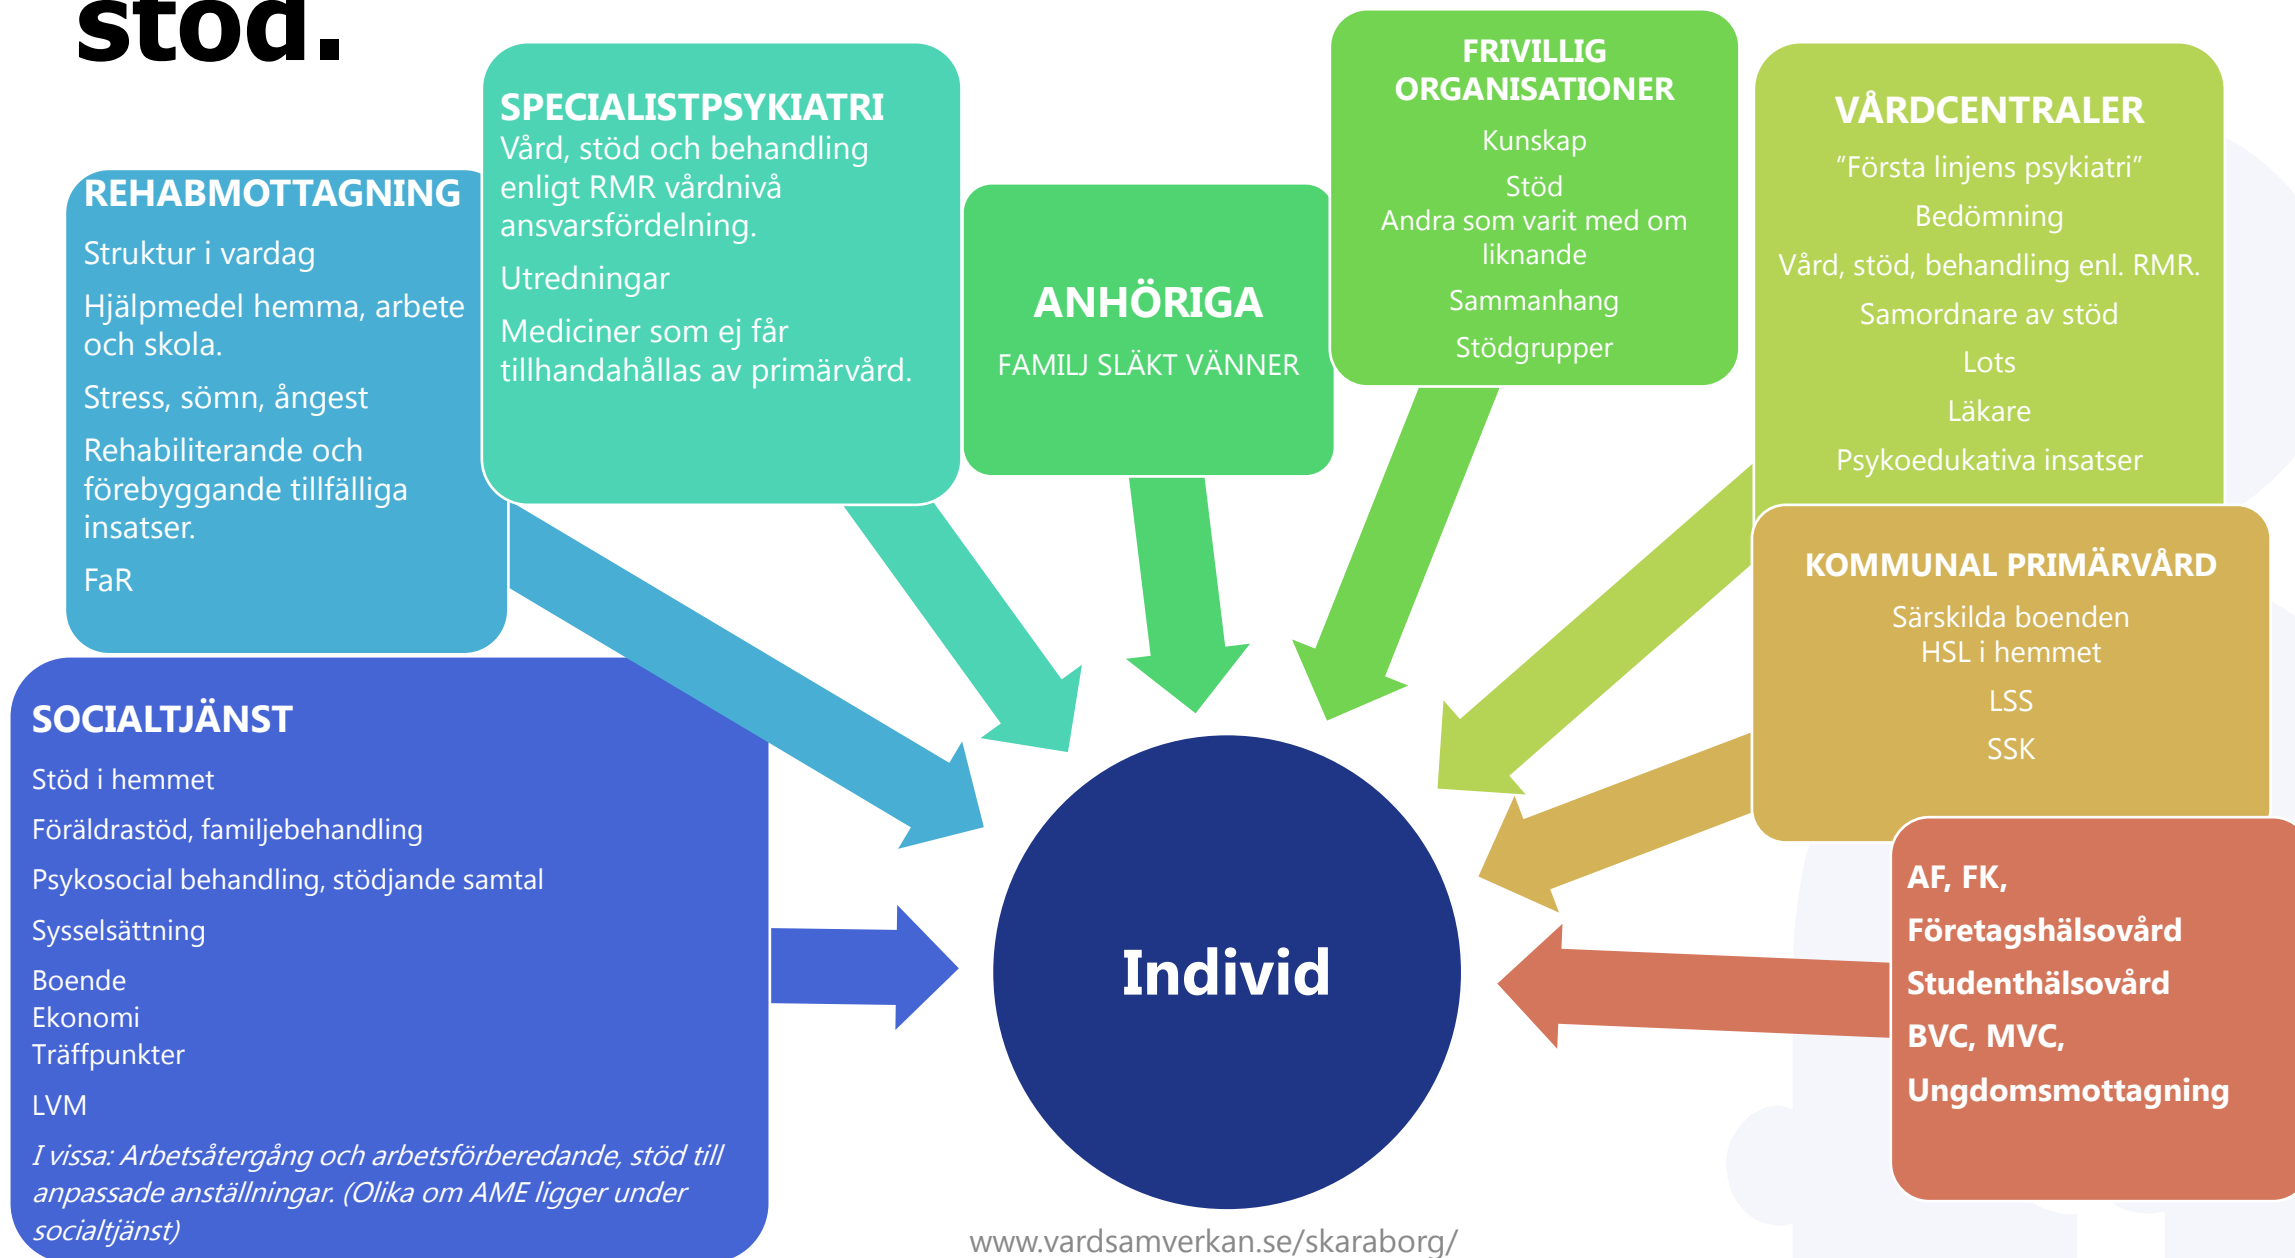 stöd.
REHABMOTTAGNING
Struktur i vardag
Hjälpmedel hemma, arbete
och skola.
Stress, sömn, ångest
Rehabiliterande och
förebyggande tillfälliga
insatser.
FaR
SPECIALISTPSYKIATRI
Vård, stöd och behandling
enligt RMR vårdnivå
ansvarsfördelning.
Utredningar
Mediciner som ej får
tillhandahållas av primärvård.
ANHÖRIGA
FAMILJ SLÄKT VÄNNER
FRIVILLIG
ORGANISATIONER
Kunskap
Stöd
Andra som varit med om
liknande
Sammanhang
Stödgrupper
VÅRDCENTRALER
”Första linjens psykiatri”
Bedömning
Vård, stöd, behandling enl. RMR.
Samordnare av stöd
Lots
Läkare
Psykoedukativa insatser
KOMMUNAL PRIMÄRVÅRD
Särskilda boenden
HSL i hemmet
LSS
SSK
AF, FK,
Företagshälsovård
Studenthälsovård
BVC, MVC,
Ungdomsmottagning
SOCIALTJÄNST
Stöd i hemmet
Föräldrastöd, familjebehandling
Psykosocial behandling, stödjande samtal
Sysselsättning
Boende
Ekonomi
Träffpunkter
LVM
I vissa: Arbetsåtergång och arbetsförberedande, stöd till
anpassade anställningar. (Olika om AME ligger under
socialtjänst)
Individ
www.vardsamverkan.se/skaraborg/